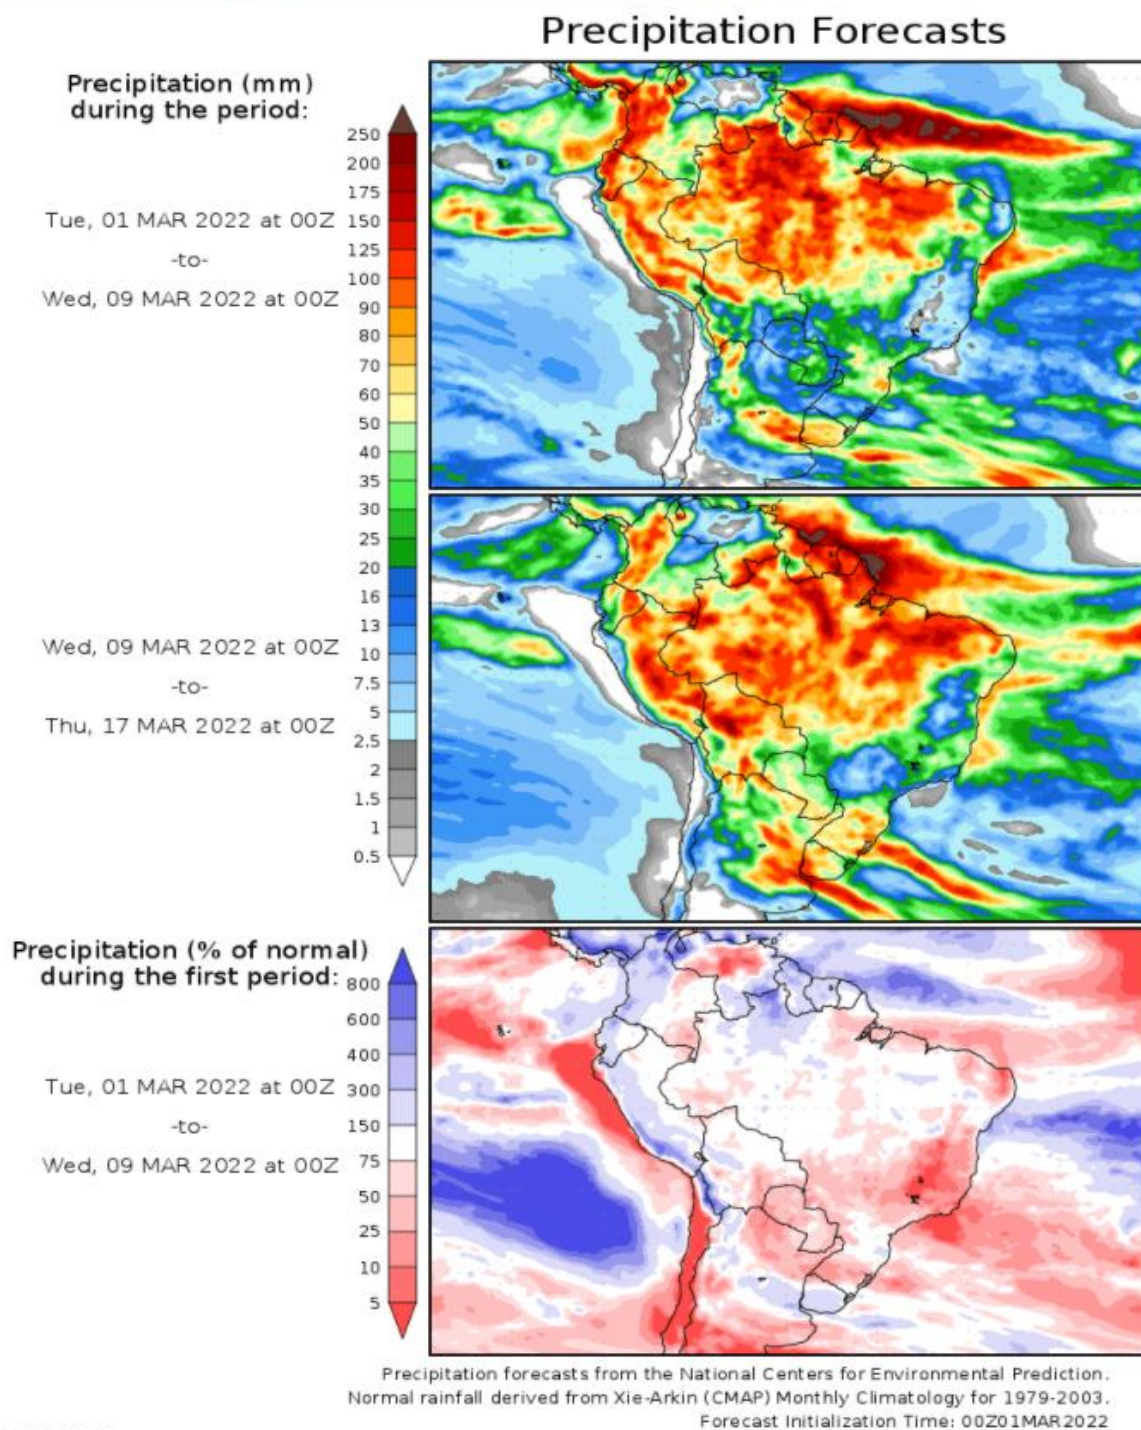 Precipitation Forecasts
Precipitation (mm)
during the period:
250
200
175
150
125
100
90
80
70
60
50
40
35
30
25
20
16
13
10
7.5
5
2.5
2
1.5
1
0.5
Tue, 01 MAR 2022 at 00Z
-to-
Wed, 09 MAR 2022 at 00Z
Wed, 09 MAR 2022 at 00Z
-to-
Thu, 17 MAR 2022 at 00Z
Precipitation (% of normal)
during the first period:
800
600
400
300
150
75
50
25
10
5
Tue, 01 MAR 2022 at 00Z
-to-
Wed, 09 MAR 2022 at 00Z
Precipitation forecasts from the National Centers for Environmental Prediction.
Normal rainfall derived from Xie-Arkin (CMAP) Monthly Climatology for 1979-2003.
Forecast Initialization Time: 00Z01MAR2022